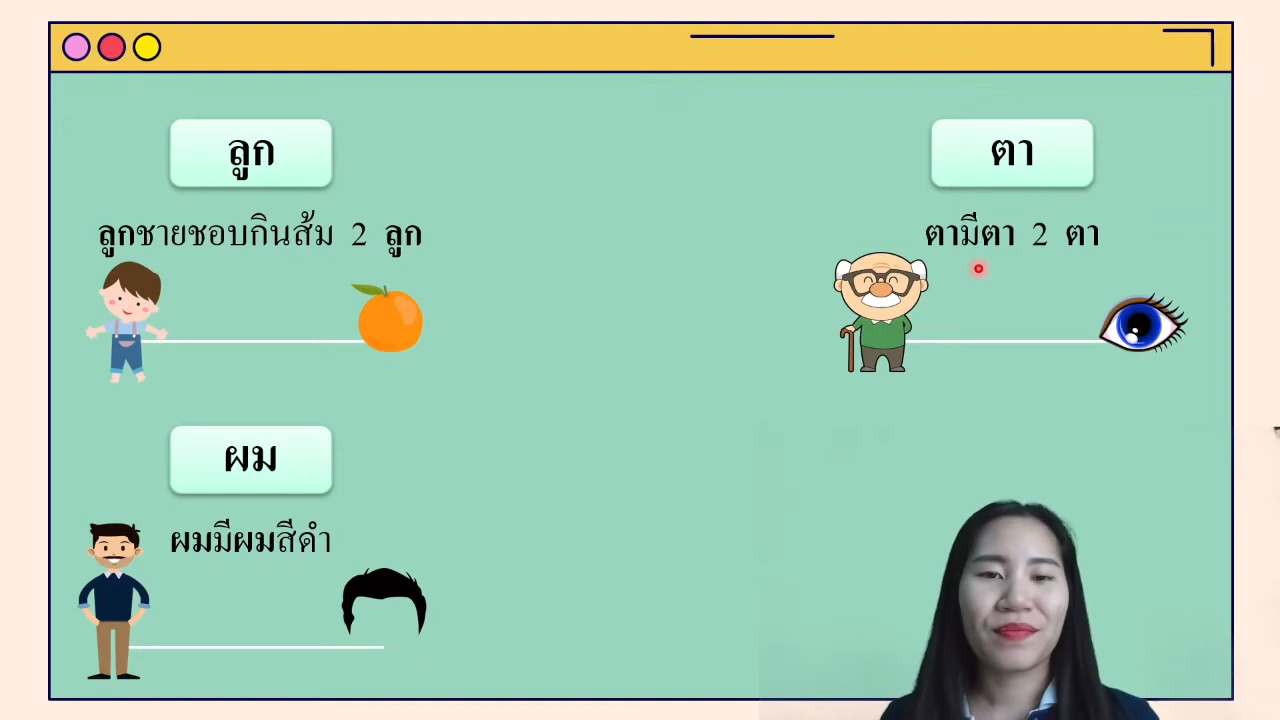 ลูก
ลูกชายชอบกินส้ม 2 ลูก
ตา
ตามีตา 2 ตา
ผม
ผมมีผมสีดำ